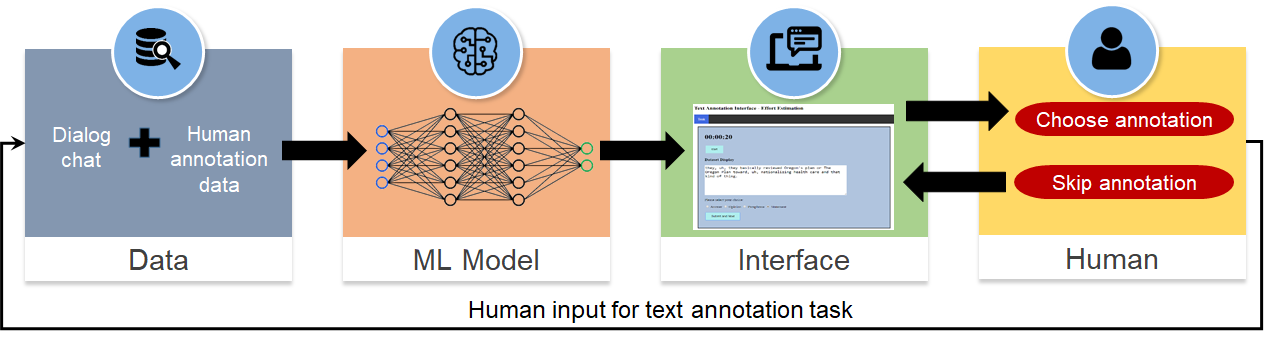 Dialog
chat
Human
annotation
data
Data
ML Model
Text Annotation Interface - Effort Estimation
00:00:20
Dataset Display
They, uh, they basically reviewed Oregon's plan or The
Oregon Plan toward, uh, rationalizing health care and that
kind of thing.
Please select your choice:
Submit and Next
Interface
Choose annotation
Skip annotation
Human
Human input for text annotation task